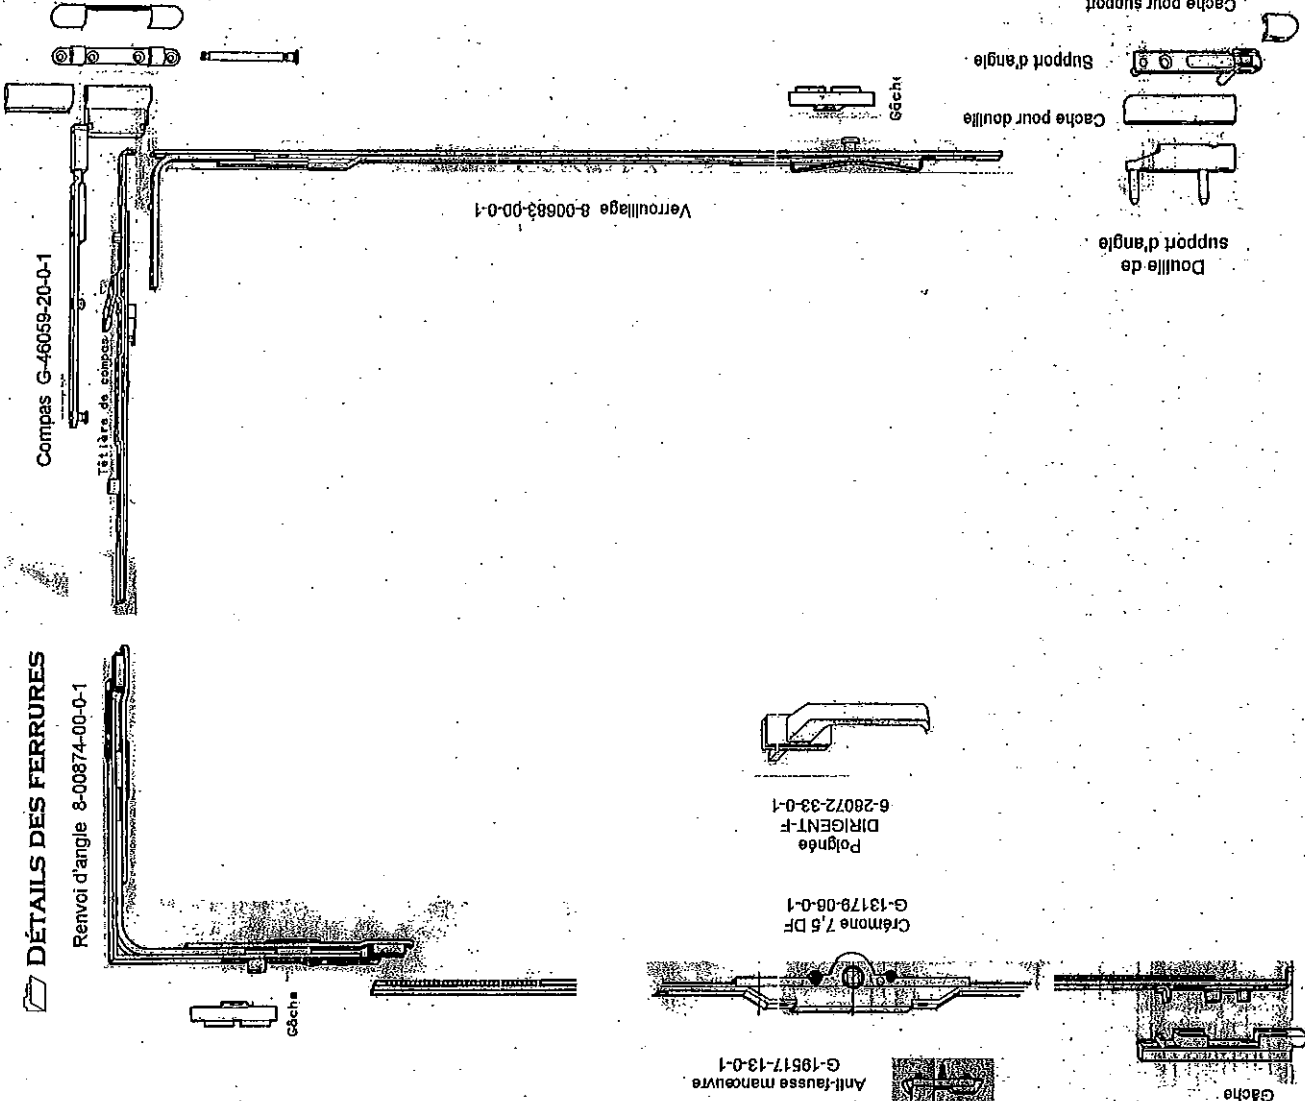 DÉTAILS DES FERRURES
Renvoi d'angle 8-00874-00-0-1
Compas G-46059-20-0-1
Têtière de compas
Gâche
Verrouillage 8-00683-00-0-1
Gâche
Cache pour support
Support d'angle
Cache pour douille
Douille de
support d'angle
Poignée
DIRIGENT-F
6-28072-33-0-1
Crémone 7,5 DF
G-13179-06-0-1
Anti-fausse manœuvre
G-19517-13-0-1
Gâche